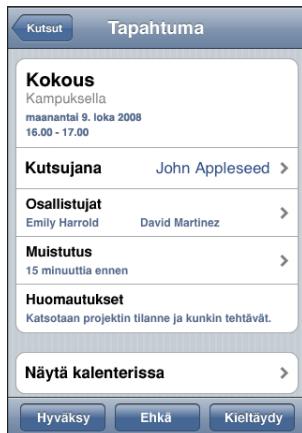 Kutsut
Tapahtuma
Kokous
Kampuksella
maanantai 9. loka 2008
16.00 - 17.00
Kutsujana John Appleseed
Osallistujat
Emily Harrold David Martinez
Muistutus
15 minuuttia ennen
Huomautukset
Katsotaan projektin tilanne ja kunkin tehtävät.
Näytä kalenterissa
Hyväksy Ehkä Kieltäydy